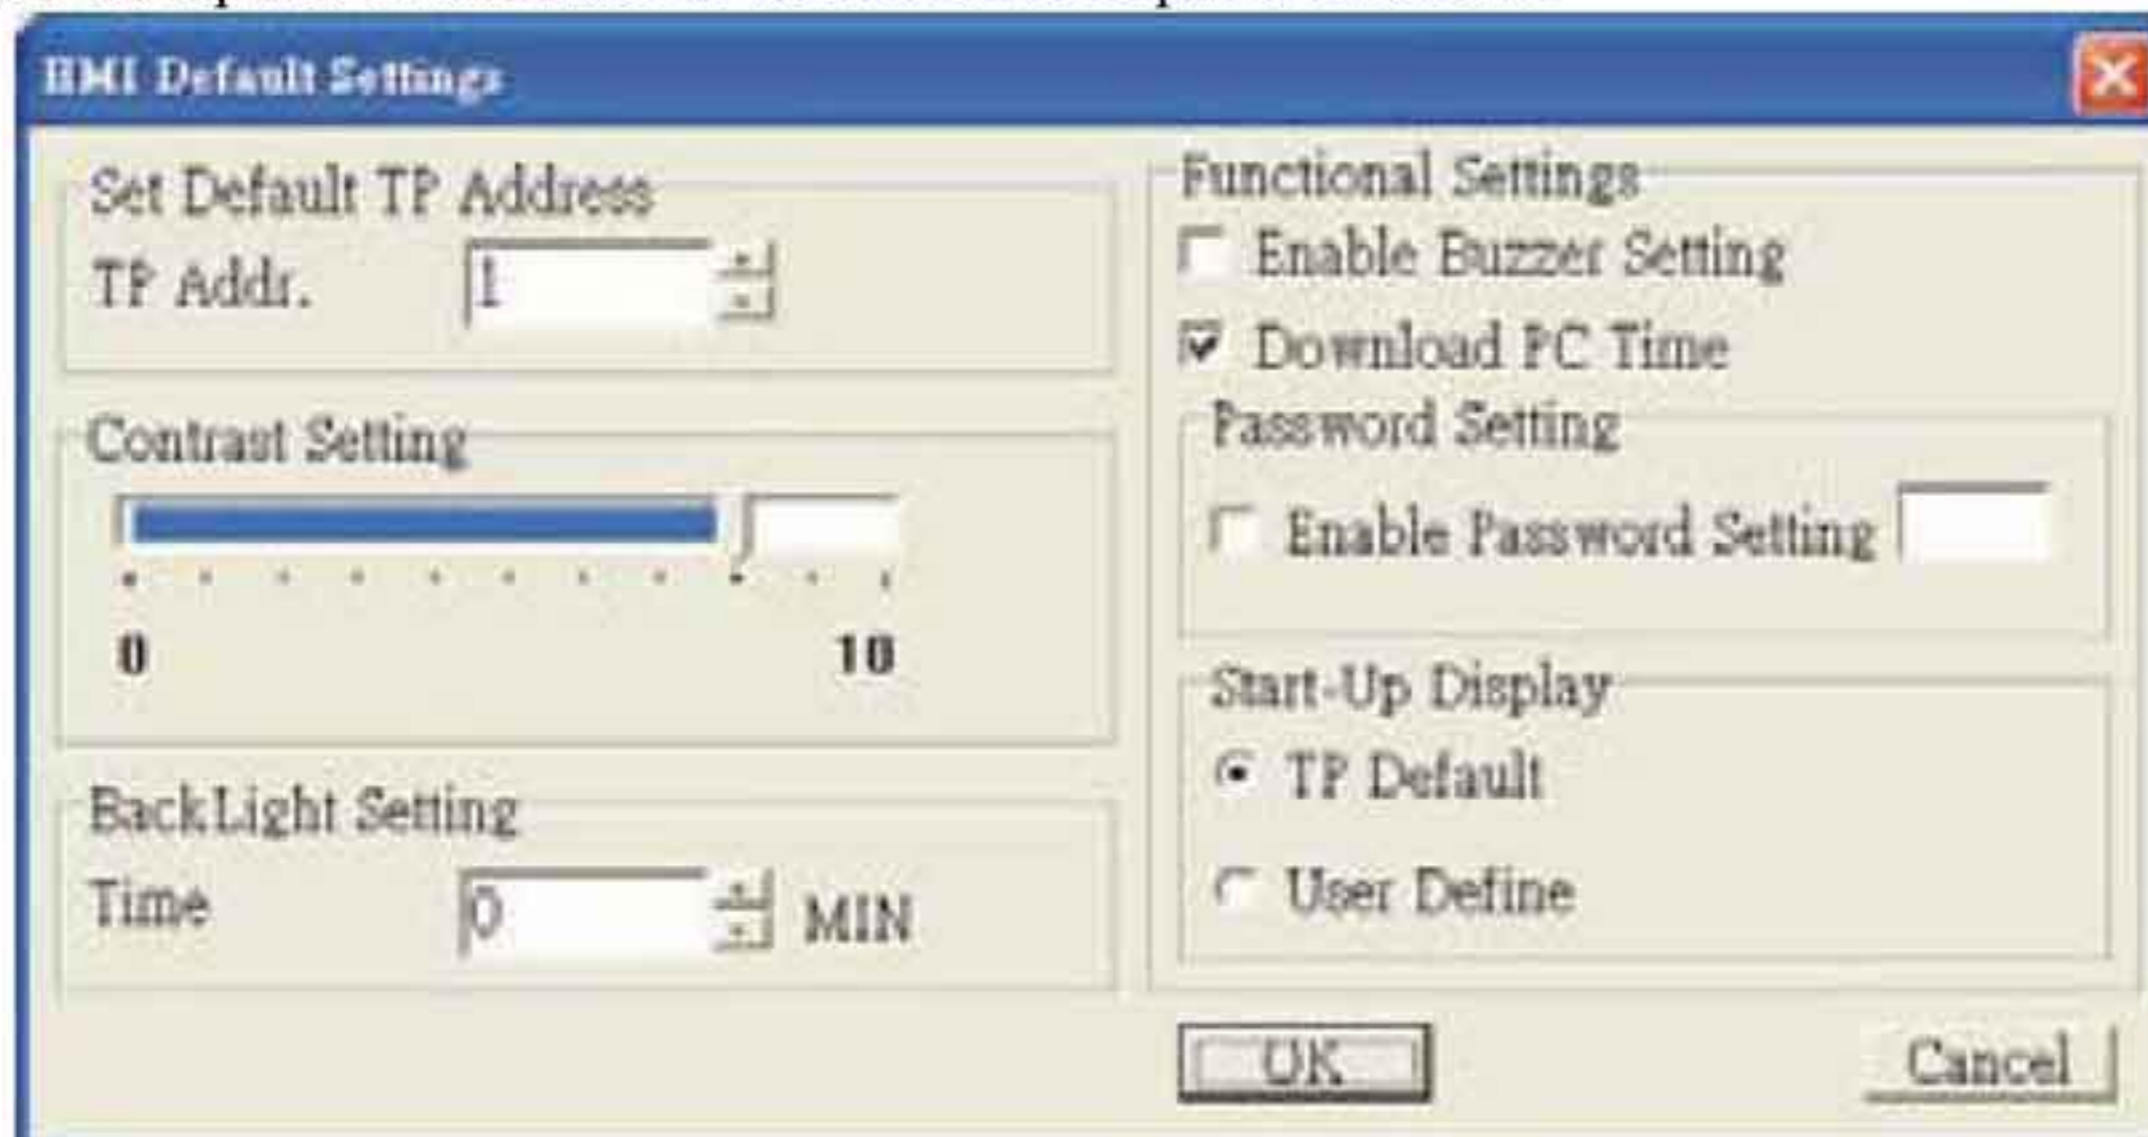 HMI Default Settings
Set Default TP Address
TP Addr.
1
Contrast Setting
0
10
BackLight Setting
Time
0
MIN
Functional Settings
Enable Buzzer Setting
Download PC Time
Password Setting
Enable Password Setting
Start-Up Display
TP Default
User Define
OK
Cancel